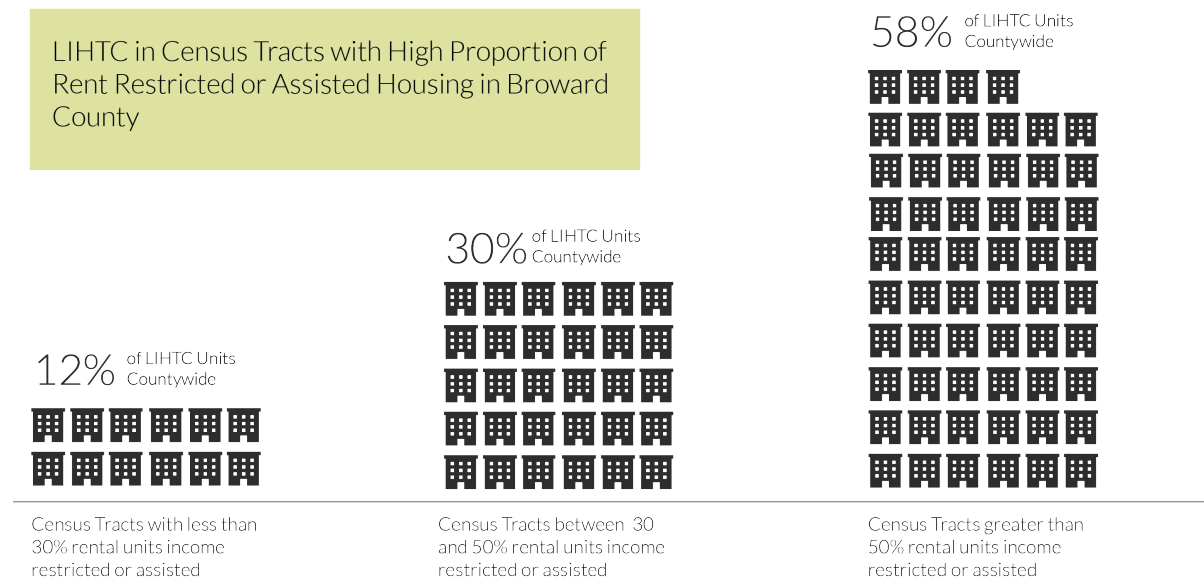 LIHTC in Census Tracts with High Proportion of
Rent Restricted or Assisted Housing in Broward
County
12% of LIHTC Units
Countywide
Census Tracts with less than
30% rental units income
restricted or assisted
30% of LIHTC Units
Countywide
Census Tracts between 30
and 50% rental units income
restricted or assisted
58% of LIHTC Units
Countywide
Census Tracts greater than
50% rental units income
restricted or assisted